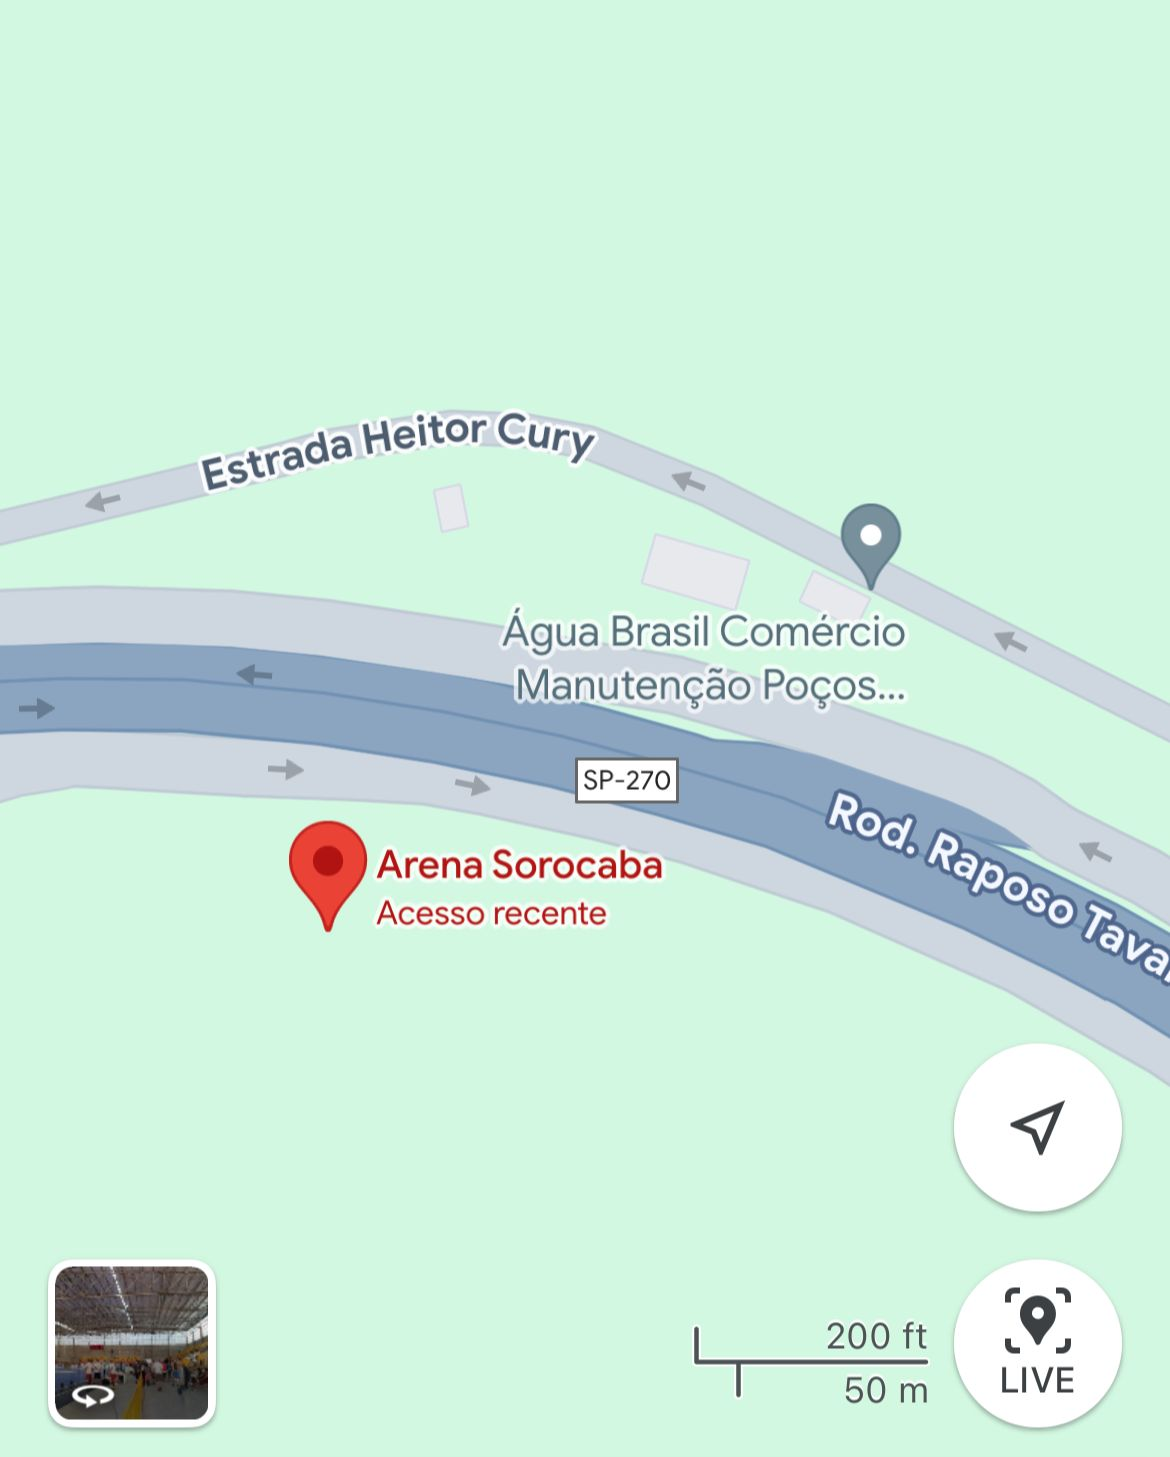 Estrada Heitor Cury
Água Brasil Comércio
Manutenção Poços...
SP-270
Rod. Raposo Tava
Arena Sorocaba
Acesso recente
200 ft
50 m
LIVE